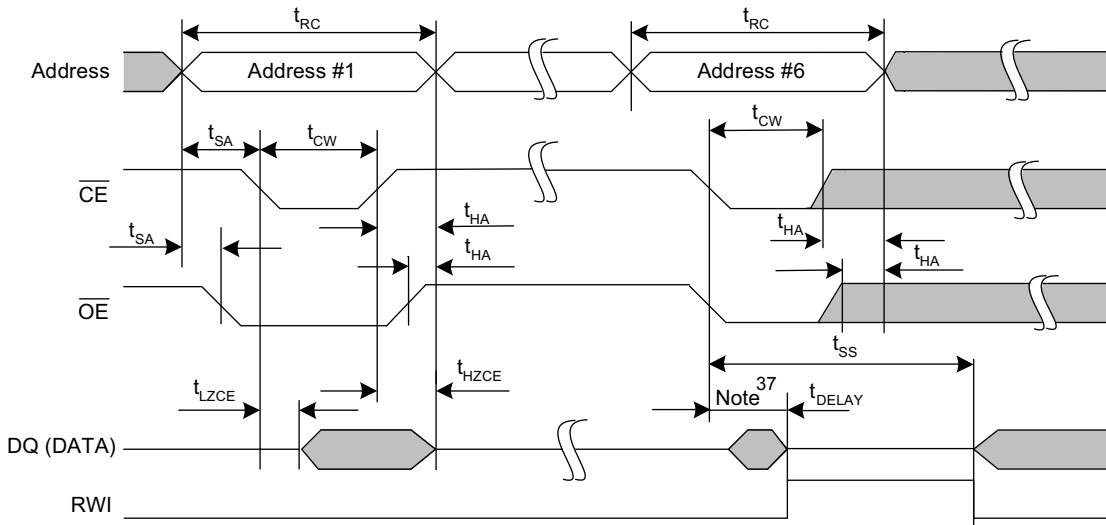 tRC
tRC
Address
Address #1
Address #6
tSA
tCW
tCW
CE
tSA
tHA
tHA
tHA
tHA
OE
tSS
tLZCE
tHZCE
Note37
tDELAY
DQ (DATA)
RWI